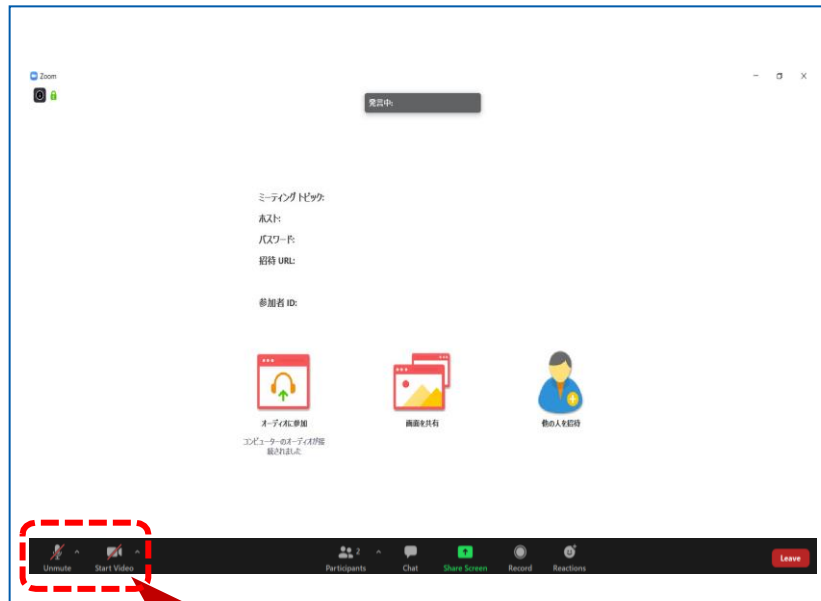 Zoom
発言中:
ミーティング トピック:
ホスト:
パスワード:
招待 URL:
参加者 ID:
オーディオに参加
画面を共有
他の人を招待
コンピューターのオーディオが接
続されました
Unmute
Start Video
2
Participants
Chat
Share Screen
Record
Reactions
Leave